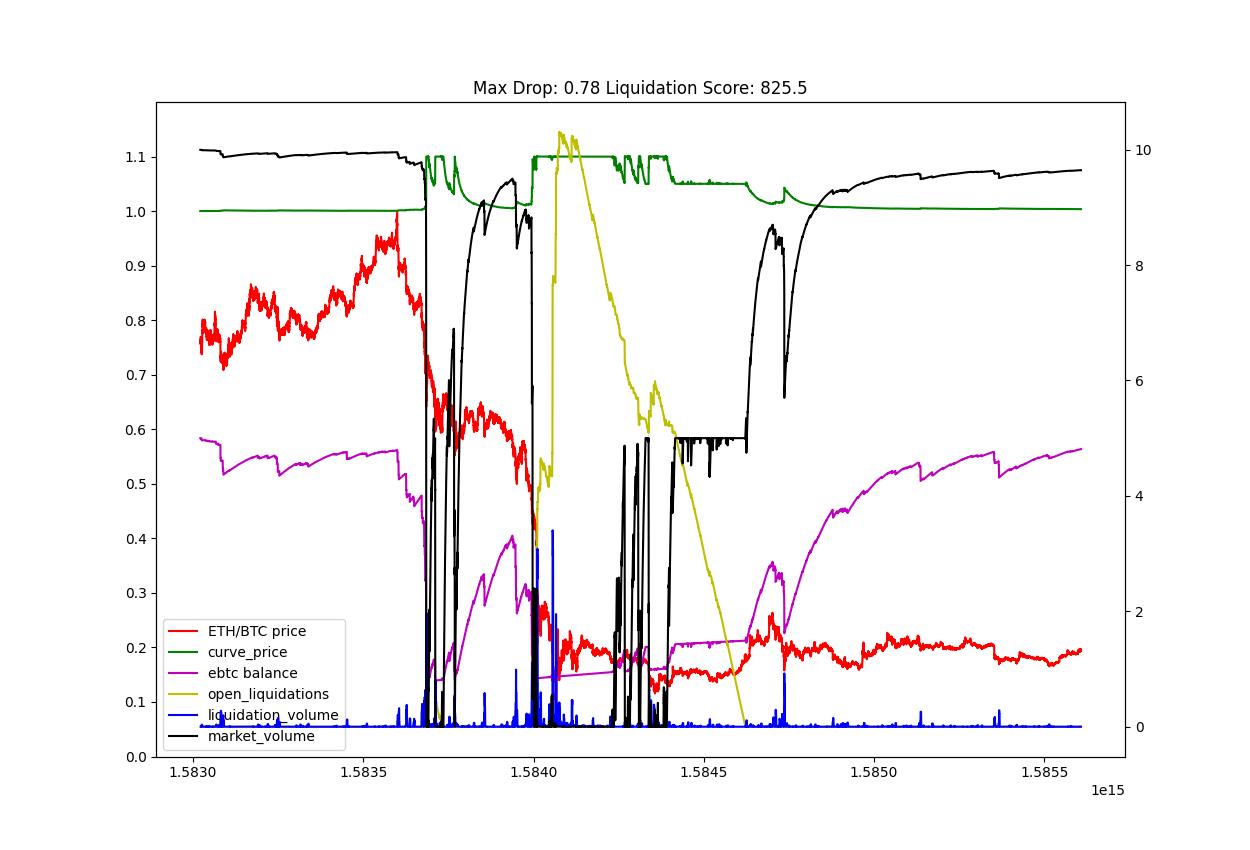 Max Drop: 0.78 Liquidation Score: 825.5
1.1
1.0
0.9
0.8
0.7
0.6
0.5
0.4
0.3
0.2
0.1
0.0
10
8
6
4
2
0
ETH/BTC price
curve_price
ebtc balance
open_liquidations
liquidation_volume
market_volume
1.5830 1.5835 1.5840 1.5845 1.5850 1.5855
1e15